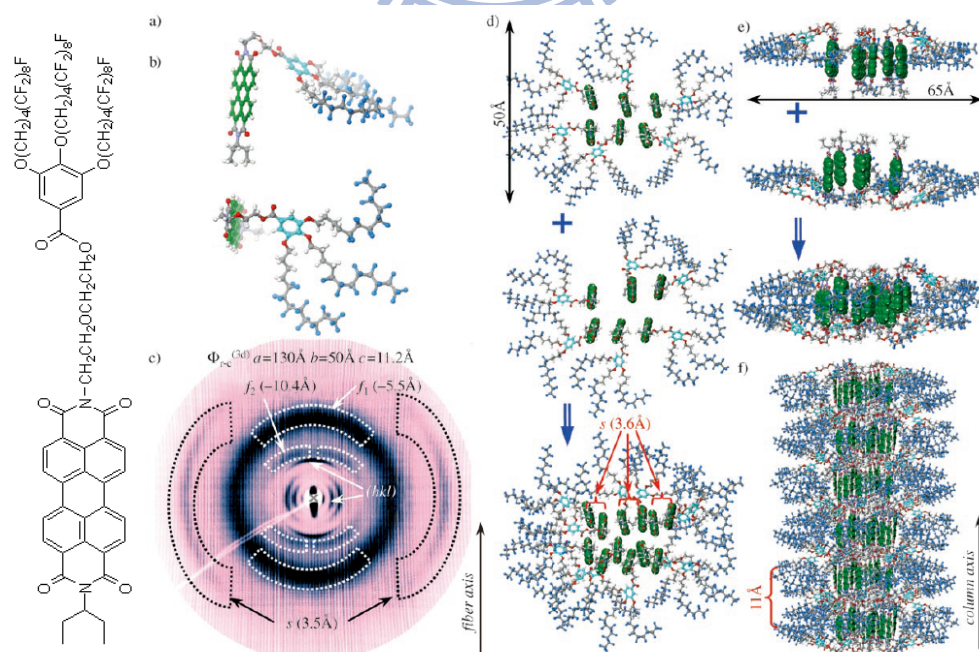 a)
b)
O(CH2)4(CF2)8F
O(CH2)4(CF2)8F
O(CH2)4(CF2)8F
O
OCH2CH2OCH2CH2
N
O
O
O
O
N
c)
Φr-c(3d) a=130Å b=50Å c=11.2Å
f2 (~10.4Å)
f1 (~5.5Å)
(hkl)
s (3.5Å)
fiber axis
d)
50Å
+
s (3.6Å)
e)
65Å
+
f)
11Å
column axis